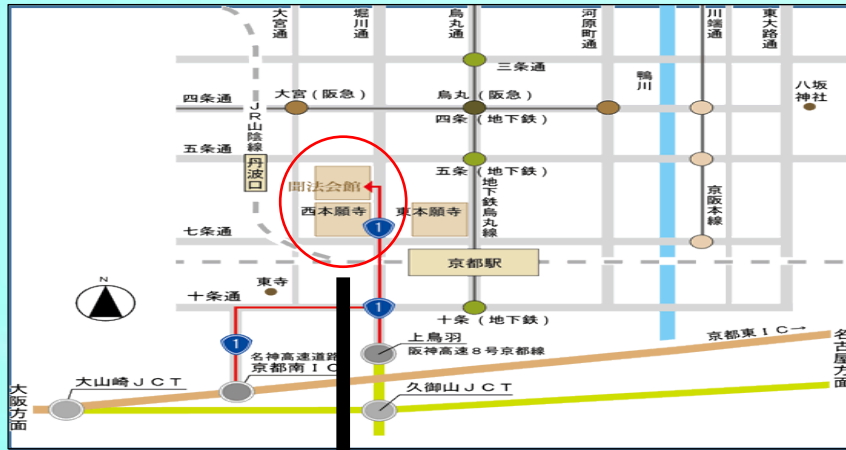 大宮通
堀川通
烏丸通
河原町通
川端通
東大路通
三条通
鴨川
八坂
神社
四条通
大宮(阪急)
烏丸(阪急)
四条(地下鉄)
JR山陰線
五条通
丹波口
五条(地下鉄)
地下鉄烏丸線
京阪本線
聞法会館
西本願寺
東本願寺
1
七条通
京都駅
N
東寺
十条通
1
十条(地下鉄)
1
上鳥羽
阪神高速8号京都線
名神高速道路
京都南IC
京都東IC→
名古屋方面
大山崎JCT
久御山JCT
大阪方面